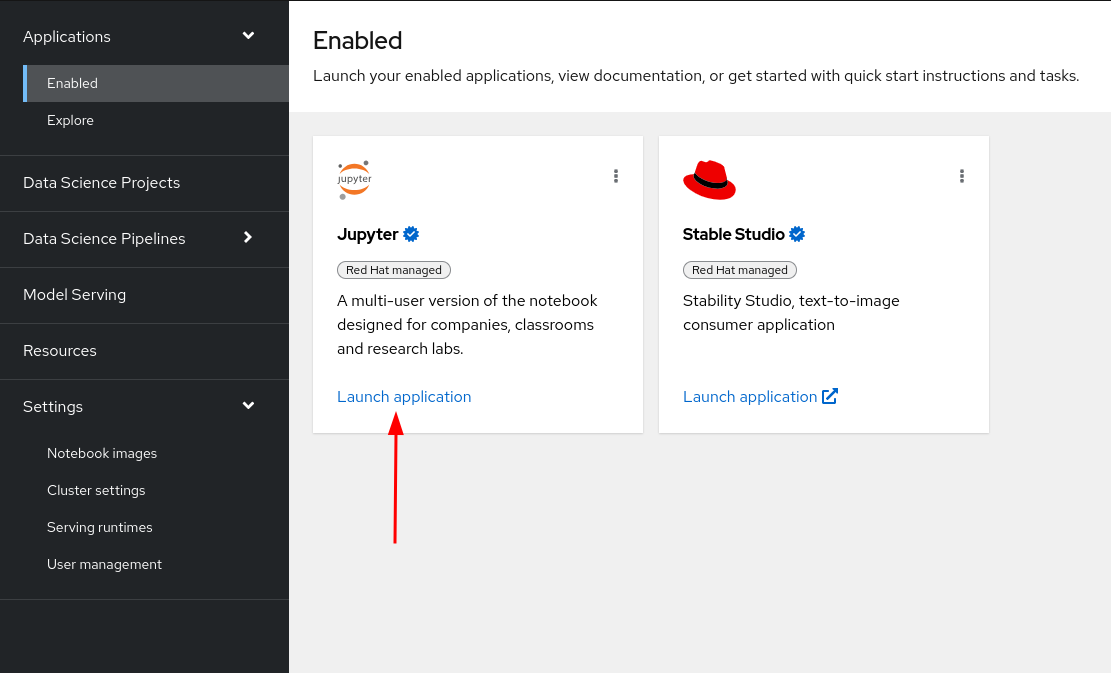 Applications
Enabled
Explore
Data Science Projects
Data Science Pipelines
Model Serving
Resources
Settings
Notebook images
Cluster settings
Serving runtimes
User management
Enabled
Launch your enabled applications, view documentation, or get started with quick start instructions and tasks.
jupyter
Jupyter
Red Hat managed
A multi-user version of the notebook
designed for companies, classrooms
and research labs.
Launch application
Stable Studio
Red Hat managed
Stability Studio, text-to-image
consumer application
Launch application